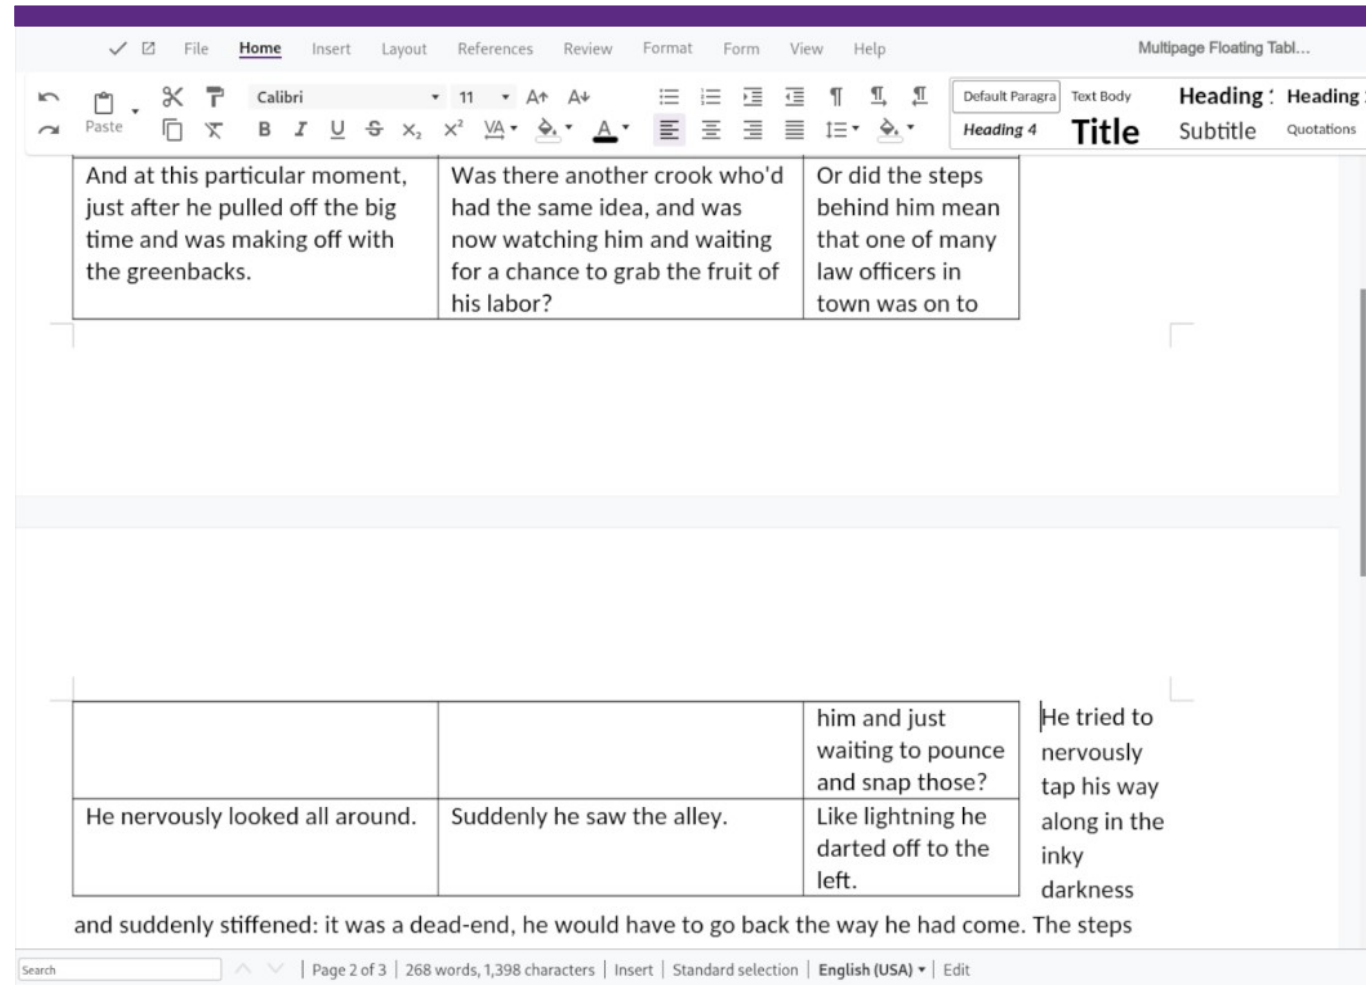 File Home Insert Layout References Review Format Form View Help Multipage Floating Tabl...
Calibri 11 A A Default Paragra Text Body Heading Heading
Paste B I U S X₂ X² VA A Heading 4 Title Subtitle Quotations
And at this particular moment,
just after he pulled off the big
time and was making off with
the greenbacks.
Was there another crook who'd
had the same idea, and was
now watching him and waiting
for a chance to grab the fruit of
his labor?
Or did the steps
behind him mean
that one of many
law officers in
town was on to
him and just
waiting to pounce
and snap those?
He nervously looked all around.
Suddenly he saw the alley.
Like lightning he
darted off to the
left.
He tried to
nervously
tap his way
along in the
inky
darkness
and suddenly stiffened: it was a dead-end, he would have to go back the way he had come. The steps
Search Page 2 of 3 | 268 words, 1,398 characters | Insert | Standard selection | English (USA) | Edit